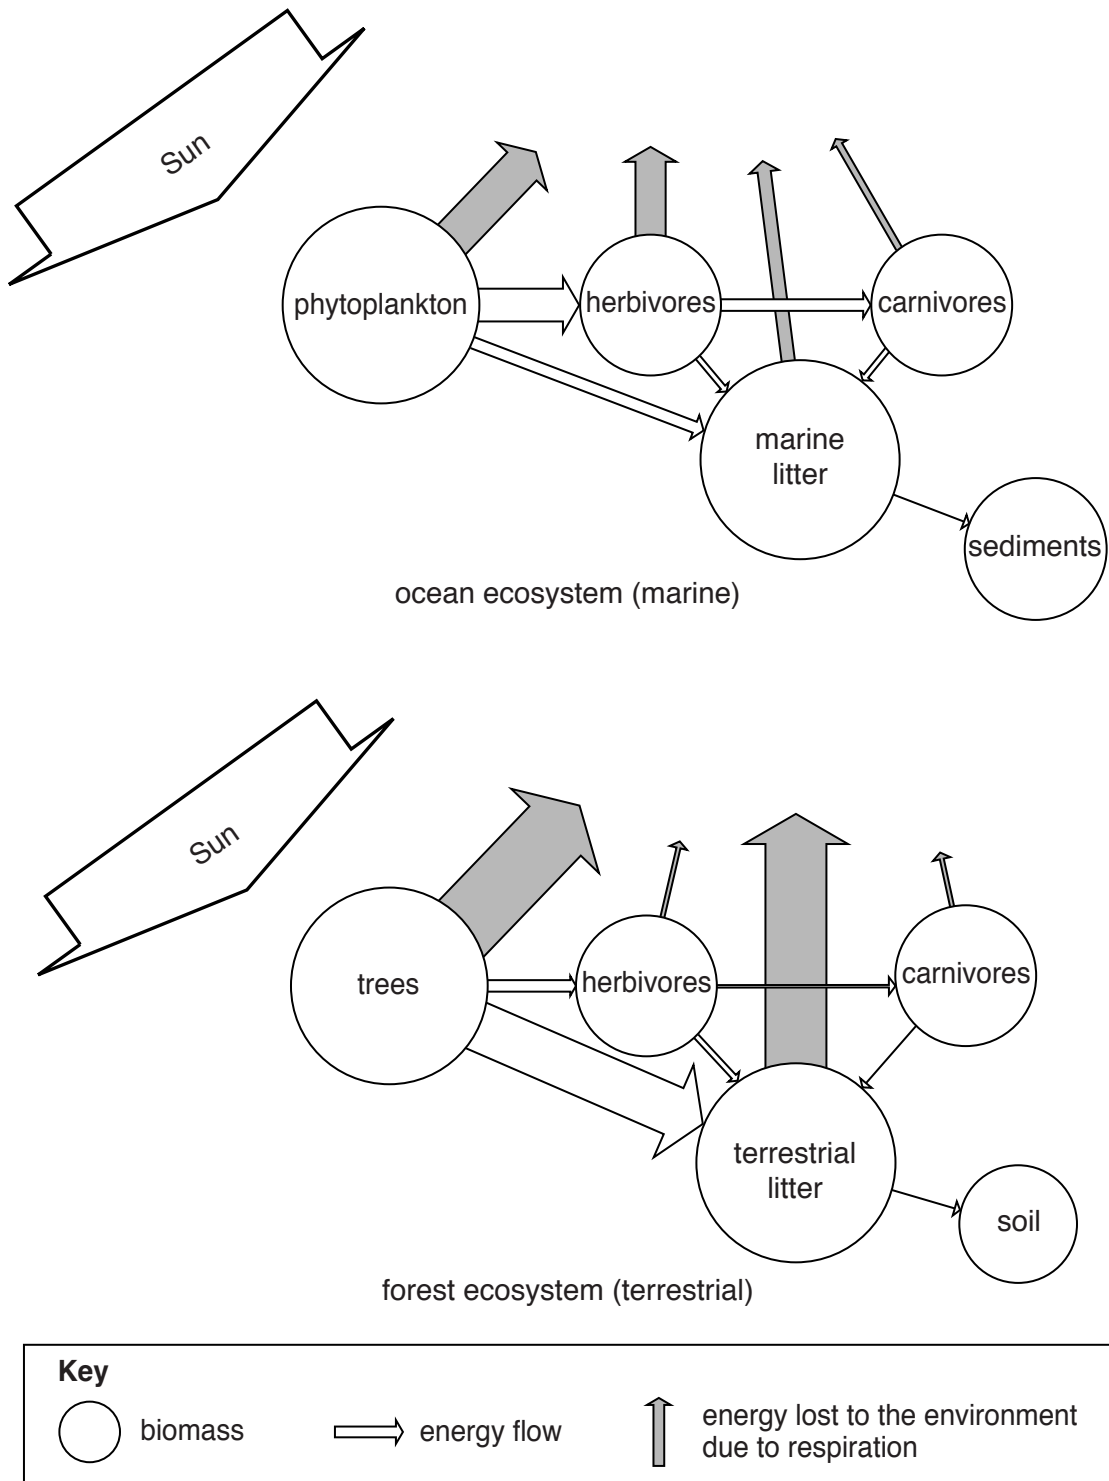 Sun
phytoplankton
herbivores
carnivores
marine
litter
sediments
ocean ecosystem (marine)
Sun
trees
herbivores
carnivores
terrestrial
litter
soil
forest ecosystem (terrestrial)
Key
biomass
energy flow
energy lost to the environment
due to respiration